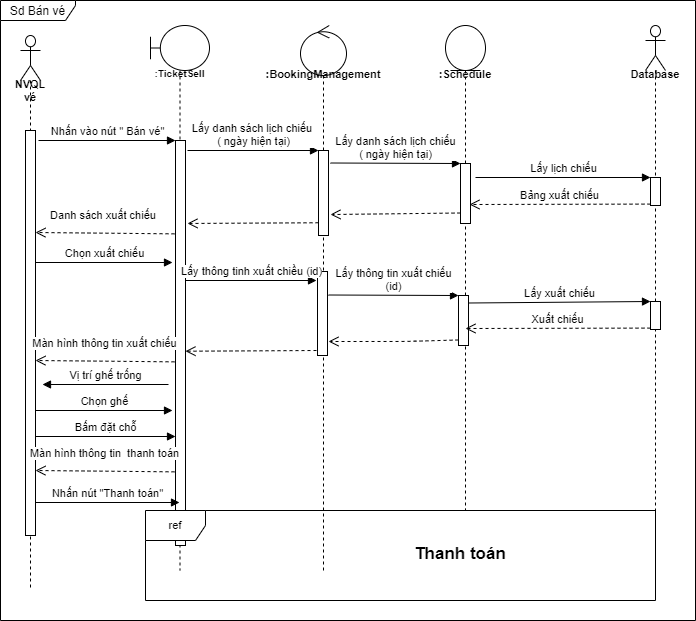 Sd Bán vé
NVQL
vé
:TicketSell
:BookingManagement
:Schedule
Database
Nhấn vào nút " Bán vé"
Lấy danh sách lịch chiếu
( ngày hiện tại)
Lấy danh sách lịch chiếu
( ngày hiện tại)
Lấy lịch chiếu
Bảng xuất chiếu
Danh sách xuất chiếu
Chọn xuất chiếu
Lấy thông tinh xuất chiều (id)
Lấy thông tin xuất chiếu
(id)
Lấy xuất chiếu
Xuất chiếu
Màn hình thông tin xuất chiếu
Vị trí ghế trống
Chọn ghế
Bấm đặt chỗ
Màn hình thông tin thanh toán
Nhấn nút "Thanh toán"
ref
Thanh toán